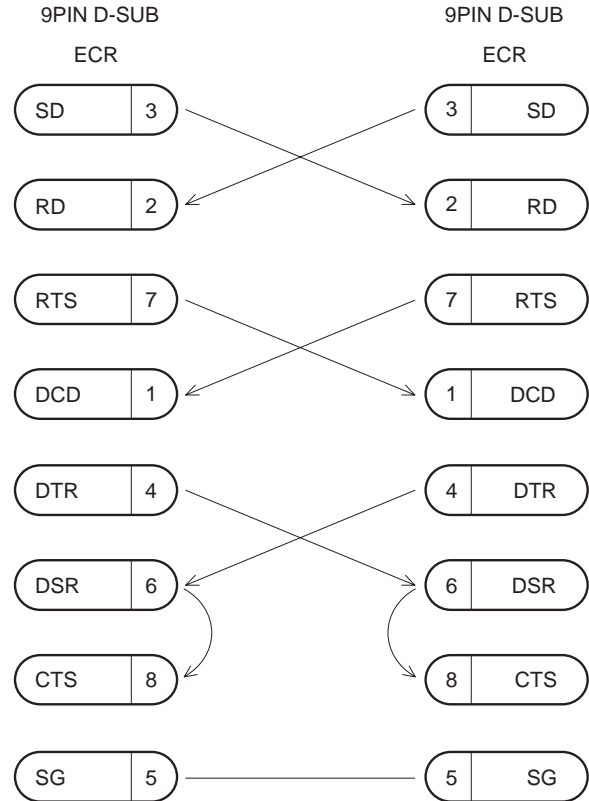 9PIN D-SUB 9PIN D-SUB
ECR ECR
SD 3 3 SD
RD 2 2 RD
RTS 7 7 RTS
DCD 1 1 DCD
DTR 4 4 DTR
DSR 6 6 DSR
CTS 8 8 CTS
SG 5 5 SG